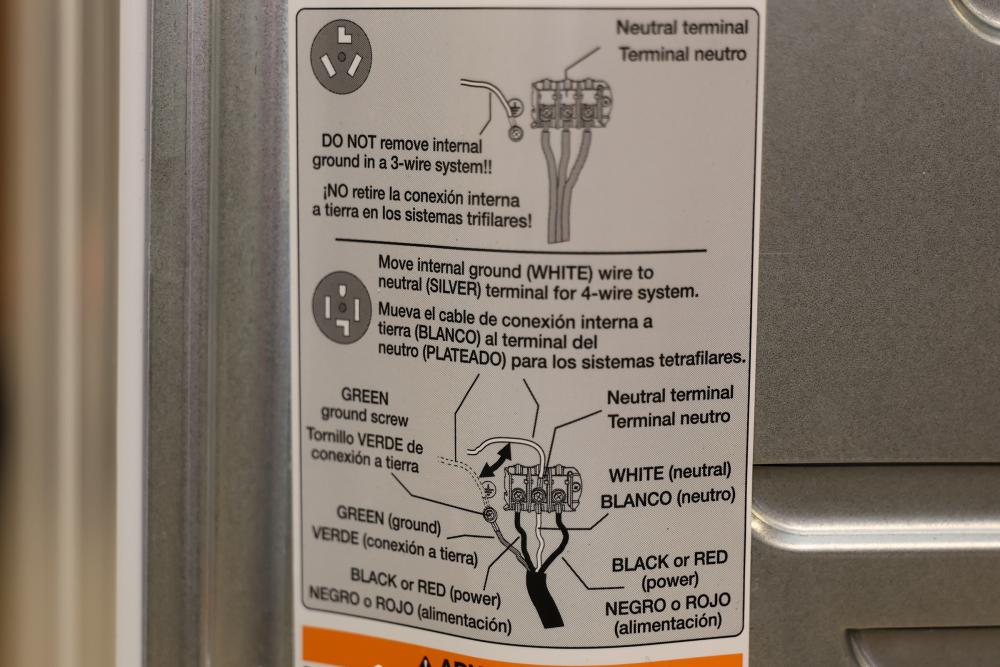 Neutral terminal
Terminal neutro
DO NOT remove internal
ground in a 3-wire system!!
¡NO retire la conexión interna
a tierra en los sistemas trifilares!
Move internal ground (WHITE) wire to
neutral (SILVER) terminal for 4-wire system.
Mueva el cable de conexión interna a
tierra (BLANCO) al terminal del
neutro (PLATEADO) para los sistemas tetrafilares.
GREEN
ground screw
Tornillo VERDE de
conexión a tierra
Neutral terminal
Terminal neutro
WHITE (neutral)
BLANCO (neutro)
GREEN (ground)
VERDE (conexión a tierra)
BLACK or RED (power)
NEGRO o ROJO (alimentación)
BLACK or RED
(power)
NEGRO o ROJO
(alimentación)